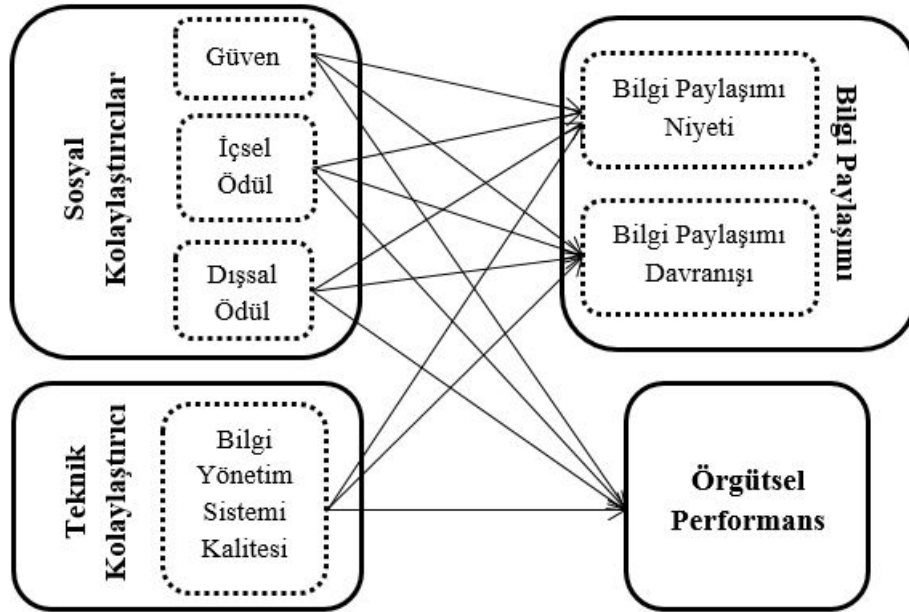 Sosyal
Kolaylaştırıcılar
Güven
İçsel
Ödül
Dışsal
Ödül
Teknik
Kolaylaştırıcı
Bilgi
Yönetim
Sistemi
Kalitesi
Bilgi Paylaşımı
Niyeti
Bilgi Paylaşımı
Davranışı
Bilgi Paylaşımı
Örgütsel
Performans